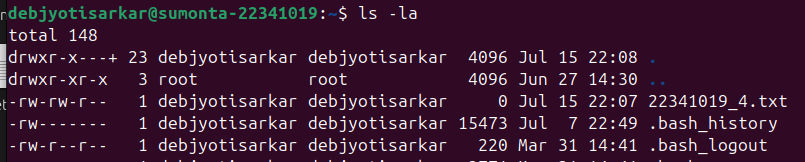 debjyotisarkar@sumonta-22341019:~$ ls -la
total 148
drwxr-x---+ 23 debjyotisarkar debjyotisarkar  4096 Jul 15 22:08 .
drwxr-xr-x   3 root           root            4096 Jun 27 14:30 ..
-rw-rw-r--   1 debjyotisarkar debjyotisarkar     0 Jul 15 22:07 22341019_4.txt
-rw-------   1 debjyotisarkar debjyotisarkar 15473 Jul  7 22:49 .bash_history
-rw-r--r--   1 debjyotisarkar debjyotisarkar   220 Mar 31 14:41 .bash_logout